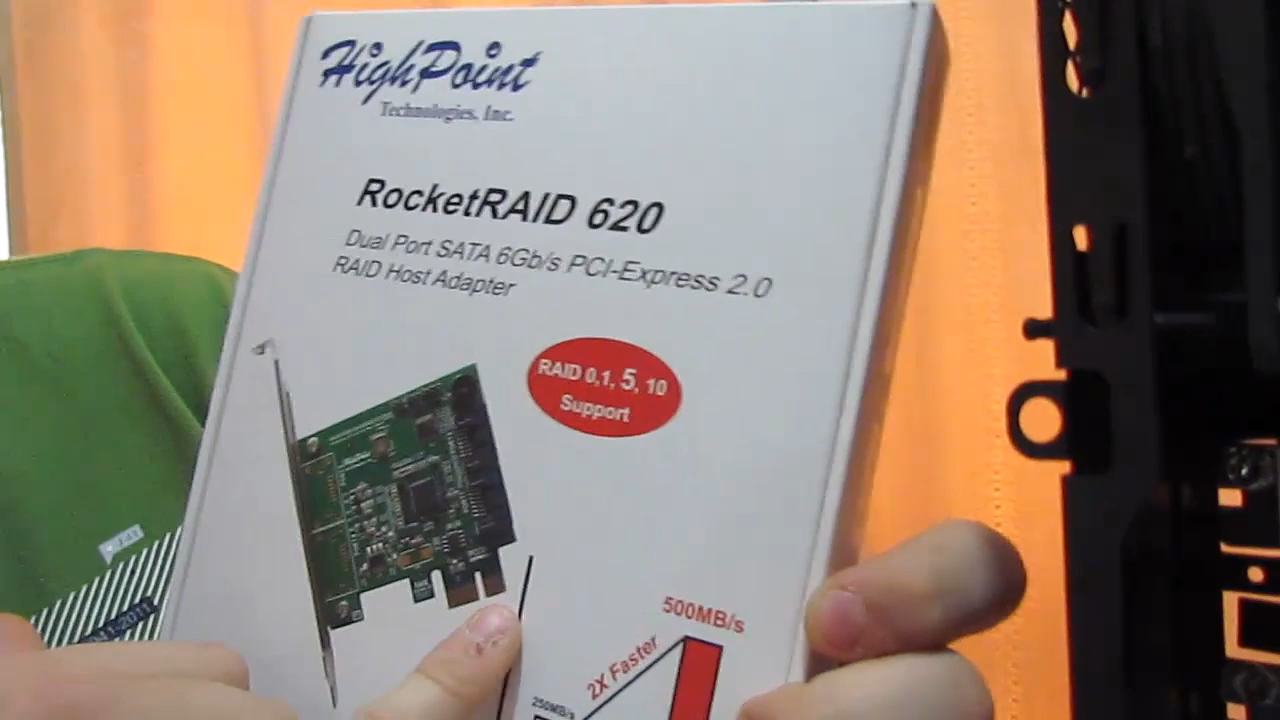 HighPoint
Technologies, Inc.
RocketRAID 620
Dual Port SATA 6Gb/s PCI-Express 2.0
RAID Host Adapter
RAID 0,1, 5, 10
Support
500MB/s
2X Faster
250MB/s